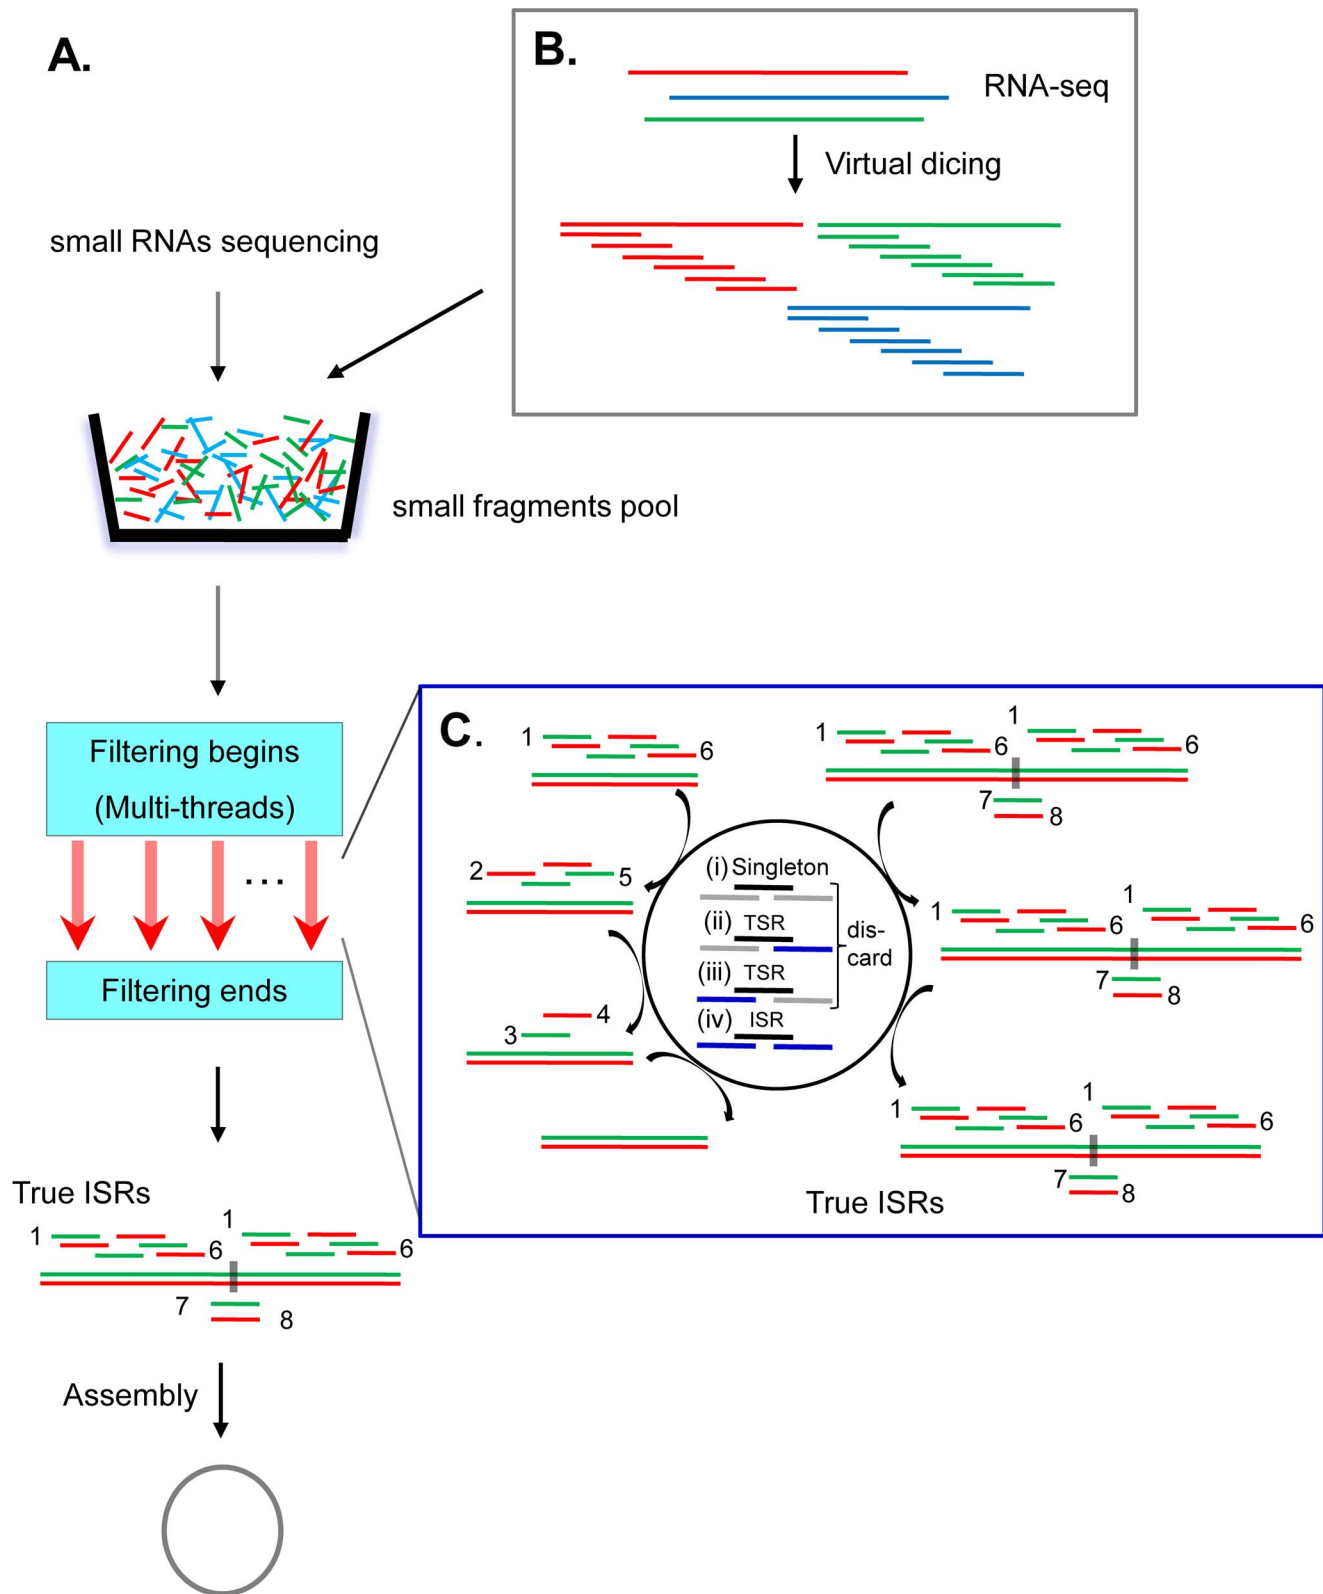 A.
B.
RNA-seq
Virtual dicing
small RNAs sequencing
small fragments pool
Filtering begins
(Multi-threads)
...
Filtering ends
True ISRs
1
1
6
6
7
8
Assembly
C.
1
6
2
5
4
3
(i) Singleton
(ii) TSR
(iii) TSR
(iv) ISR
dis-
card
1
1
6
6
7
8
1
1
6
6
7
8
1
1
6
6
7
8
True ISRs